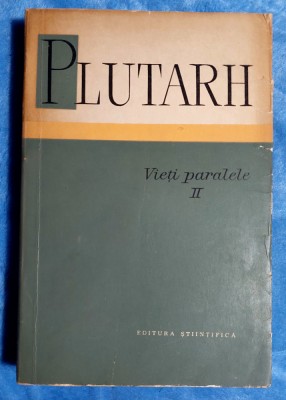 PLUTARH
Vieți paralele
II
EDITURA ȘTIINȚIFICĂ